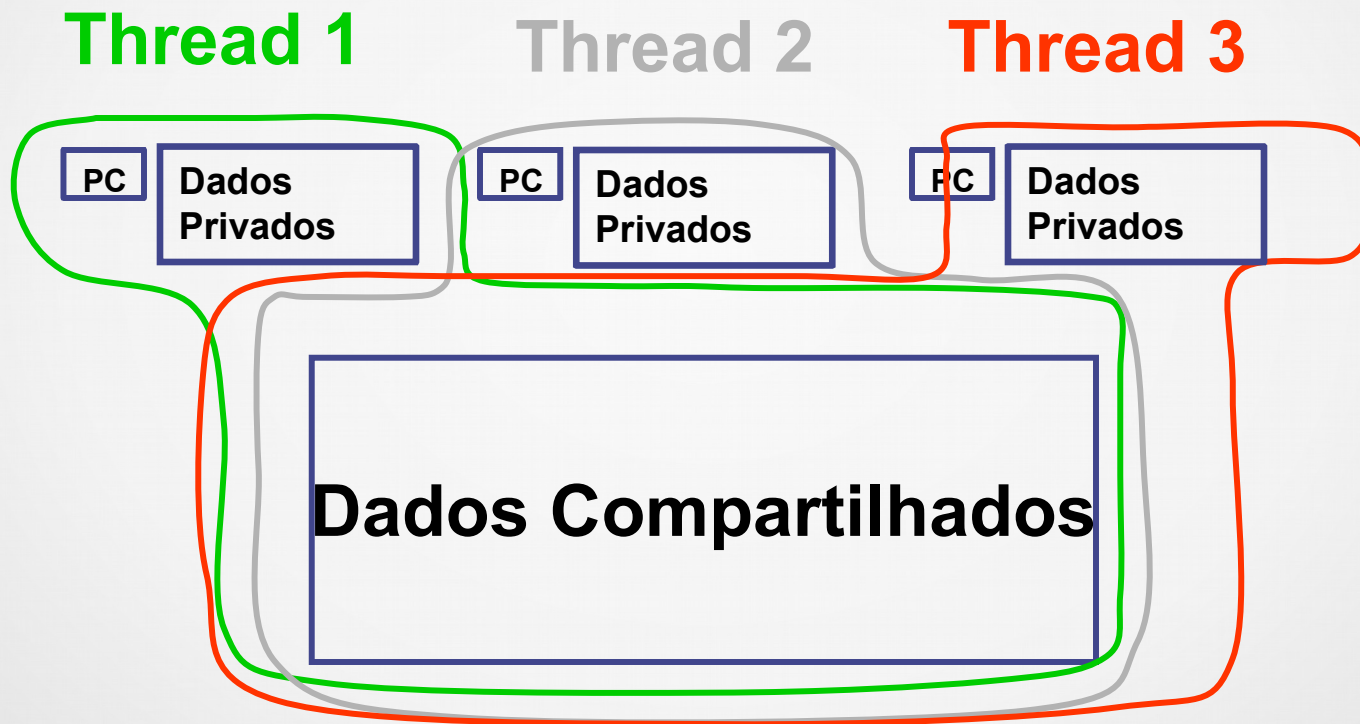 Thread 1
Thread 2
Thread 3
PC
Dados
Privados
PC
Dados
Privados
PC
Dados
Privados
Dados Compartilhados